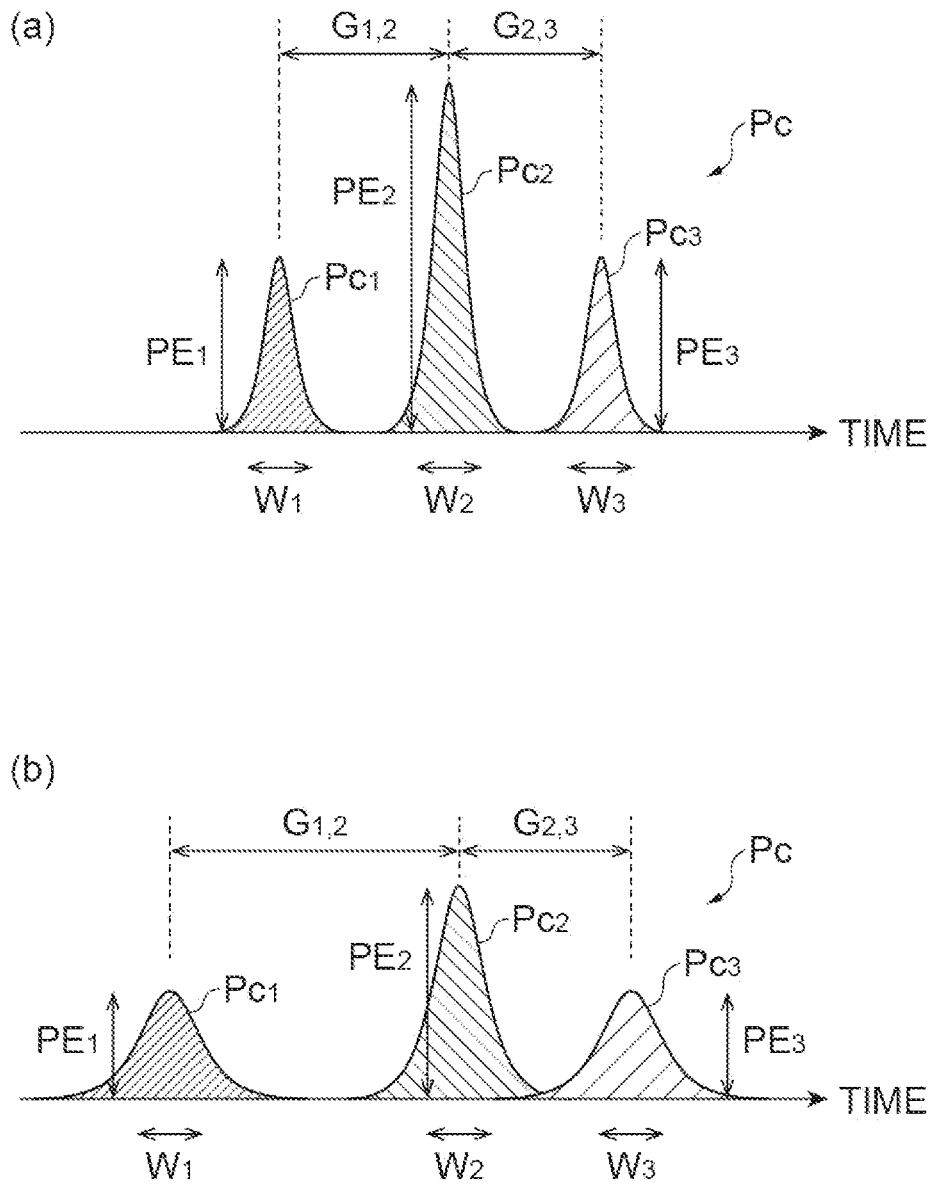 (a)
G1,2 G2,3
Pc
PE2 Pc2
Pc1 Pc3
PE1 PE3
TIME
W1 W2 W3
(b)
G1,2 G2,3
Pc
Pc2
PE2
Pc1 Pc3
PE1 PE3
TIME
W1 W2 W3